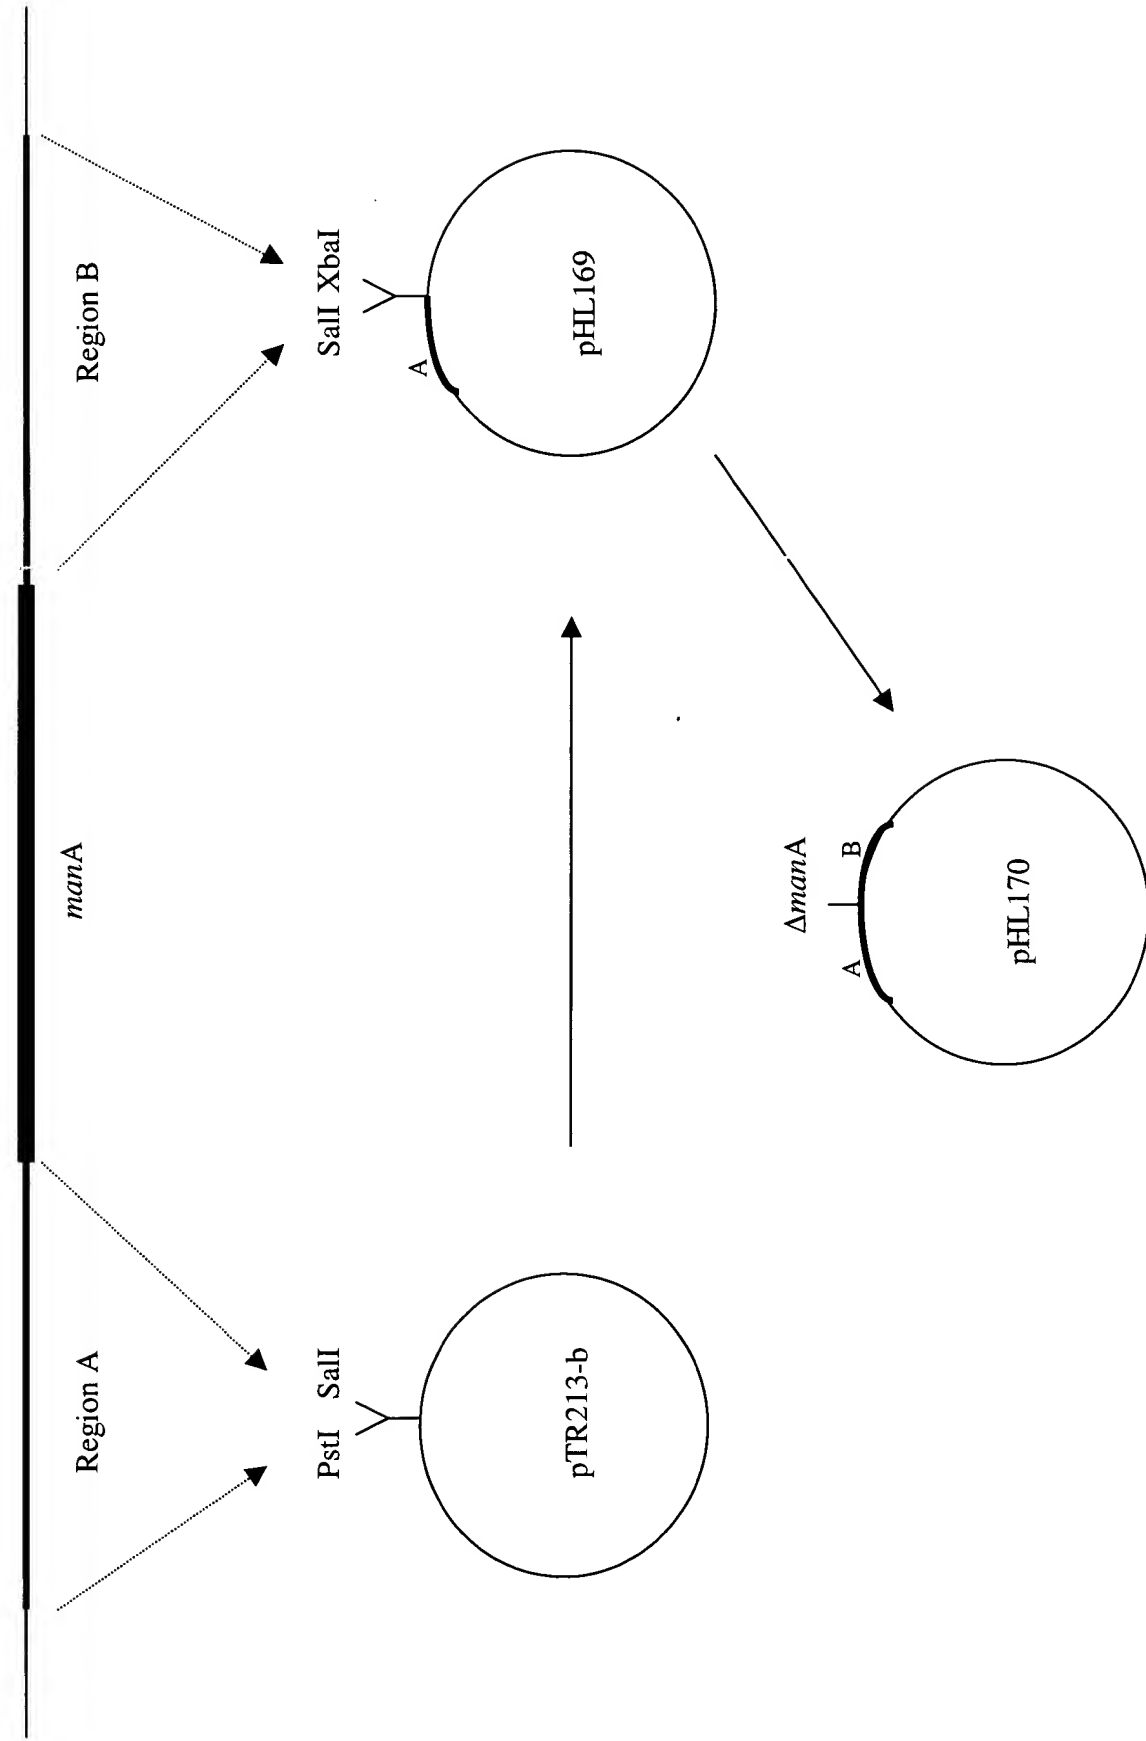 Region A
manA
Region B
PstI SalI
SalI XbaI
A
pTR213-b
pHL169
ΔmanA
A B
pHL170